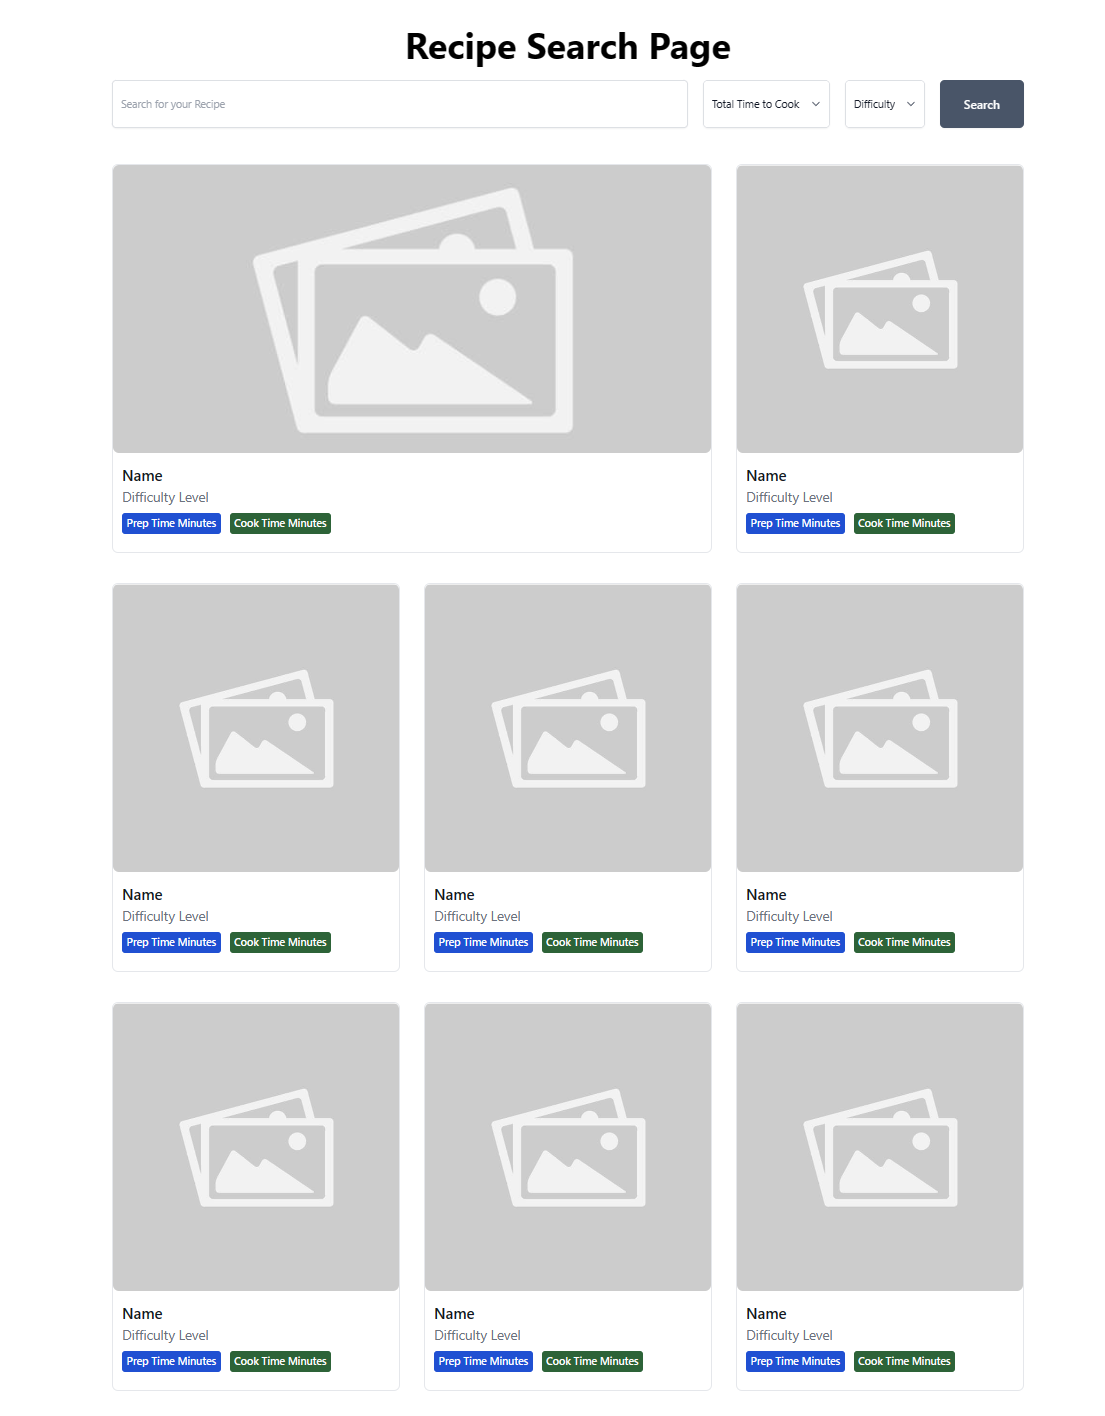 Recipe Search Page
Search for your Recipe
Total Time to Cook
Difficulty
Search
Name
Difficulty Level
Prep Time Minutes Cook Time Minutes
Name
Difficulty Level
Prep Time Minutes Cook Time Minutes
Name
Difficulty Level
Prep Time Minutes Cook Time Minutes
Name
Difficulty Level
Prep Time Minutes Cook Time Minutes
Name
Difficulty Level
Prep Time Minutes Cook Time Minutes
Name
Difficulty Level
Prep Time Minutes Cook Time Minutes
Name
Difficulty Level
Prep Time Minutes Cook Time Minutes
Name
Difficulty Level
Prep Time Minutes Cook Time Minutes